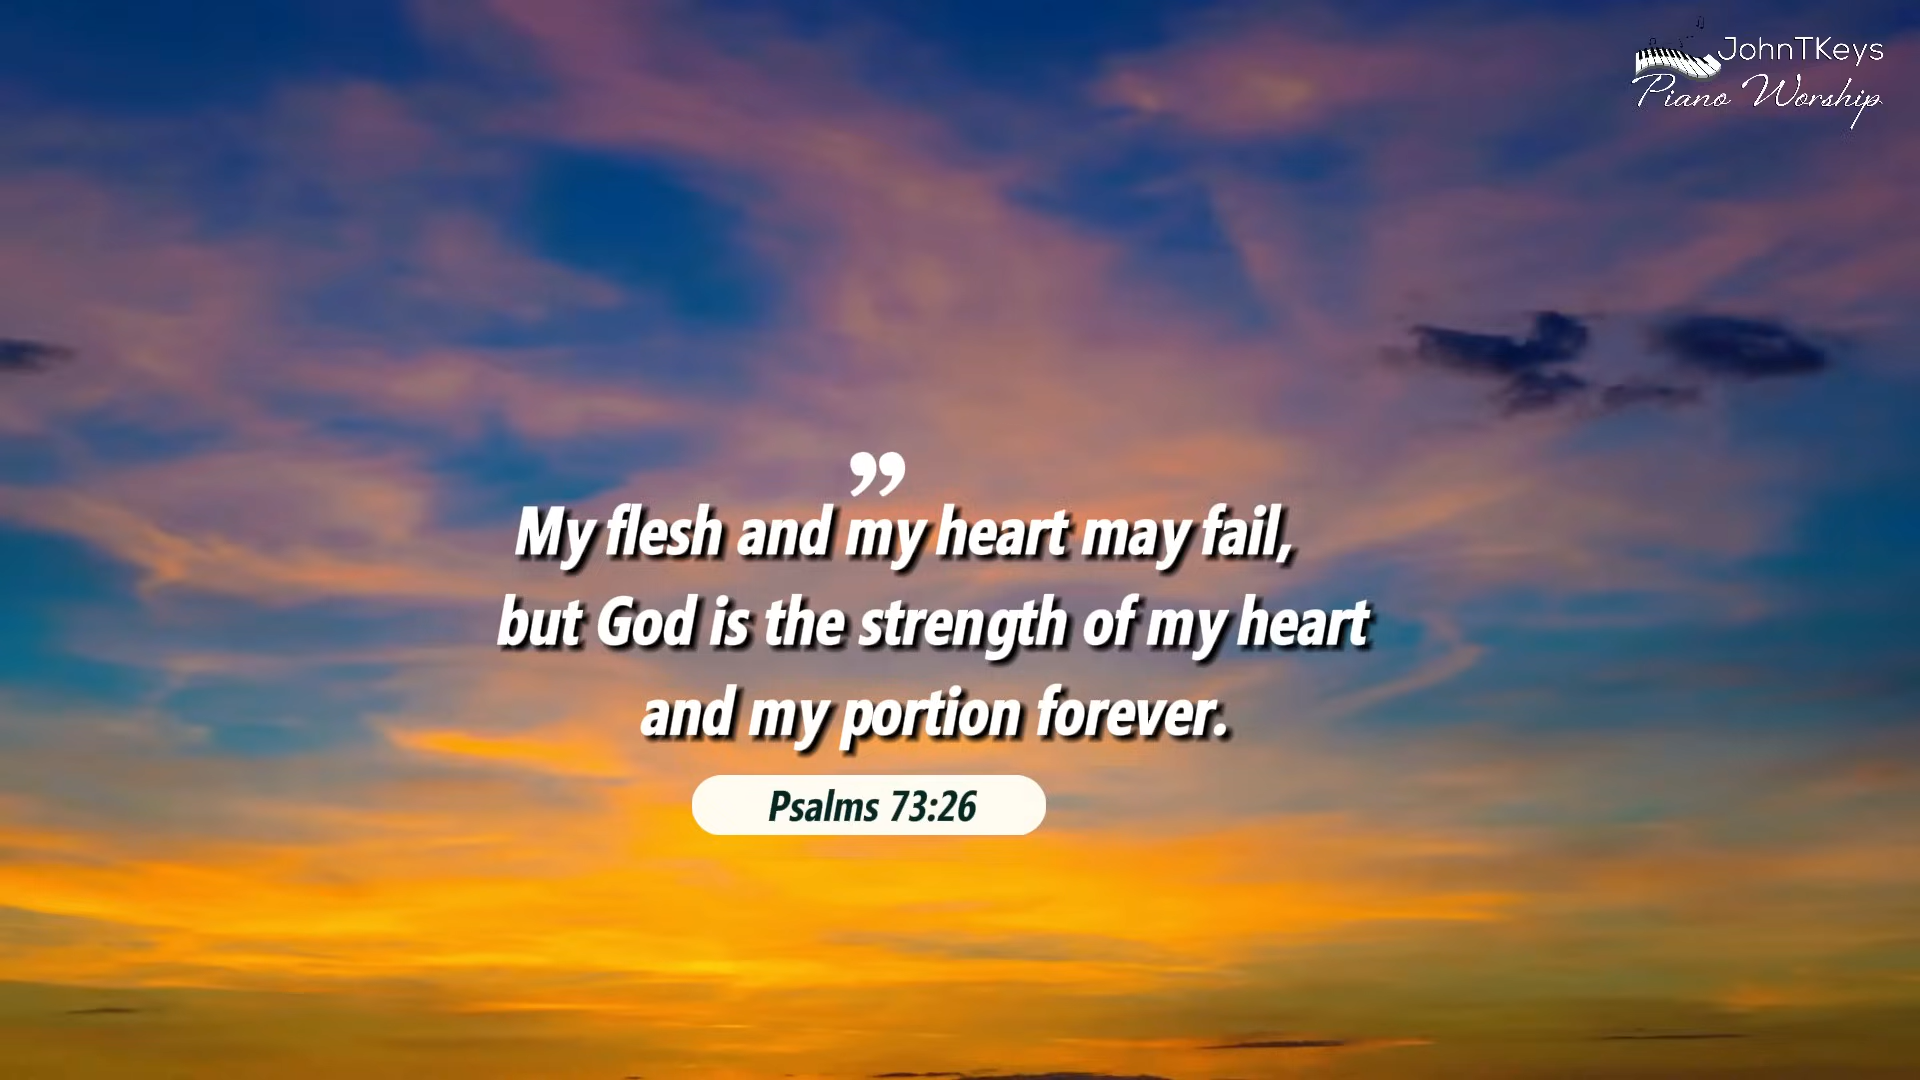 JohnTKeys
Piano Worship
”
My flesh and my heart may fail,
but God is the strength of my heart
and my portion forever.
Psalms 73:26